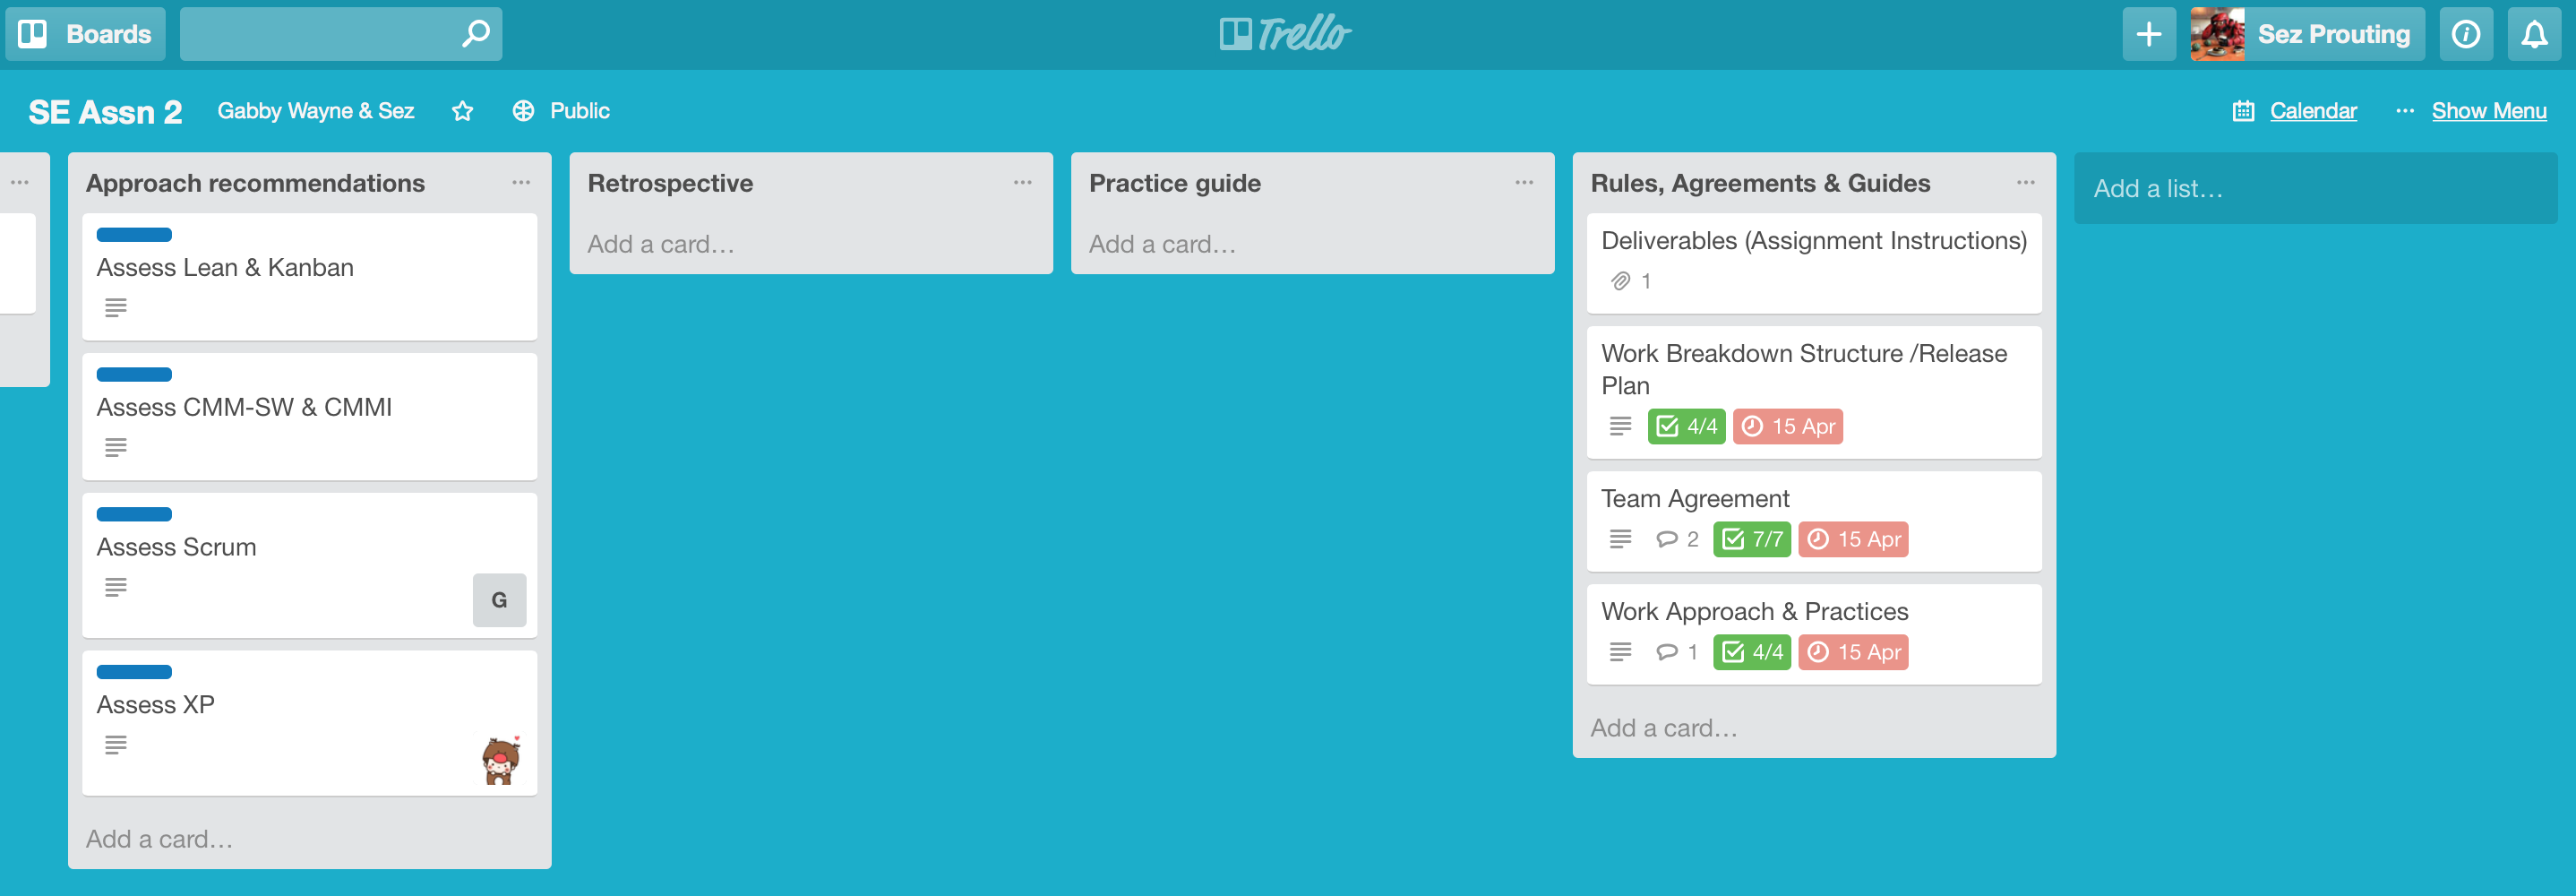 Boards
Trello
Sez Prouting
SE Assn 2
Gabby Wayne & Sez
Public
Calendar
Show Menu
Approach recommendations
Assess Lean & Kanban
Assess CMM-SW & CMMI
Assess Scrum
G
Assess XP
Add a card…
Retrospective
Add a card…
Practice guide
Add a card…
Rules, Agreements & Guides
Deliverables (Assignment Instructions)
1
Work Breakdown Structure /Release
Plan
4/4 15 Apr
Team Agreement
2 7/7 15 Apr
Work Approach & Practices
1 4/4 15 Apr
Add a card…
Add a list…